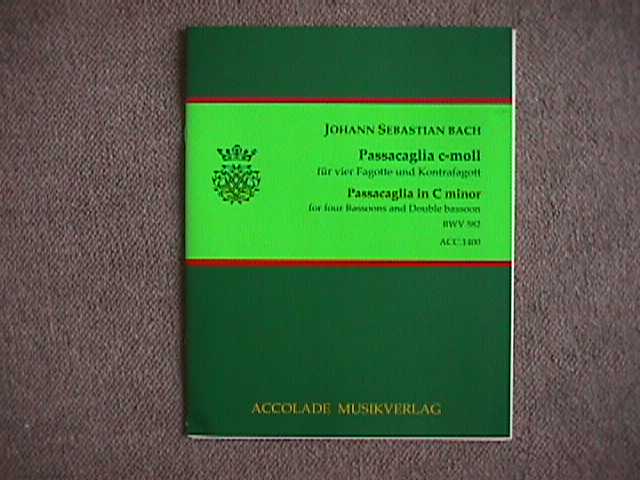 JOHANN SEBASTIAN BACH
Passacaglia c-moll
für vier Fagotte und Kontrafagott
Passacaglia in C minor
for four Bassoons and Double bassoon
BWV 582
ACC.1400
ACCOLADE MUSIKVERLAG